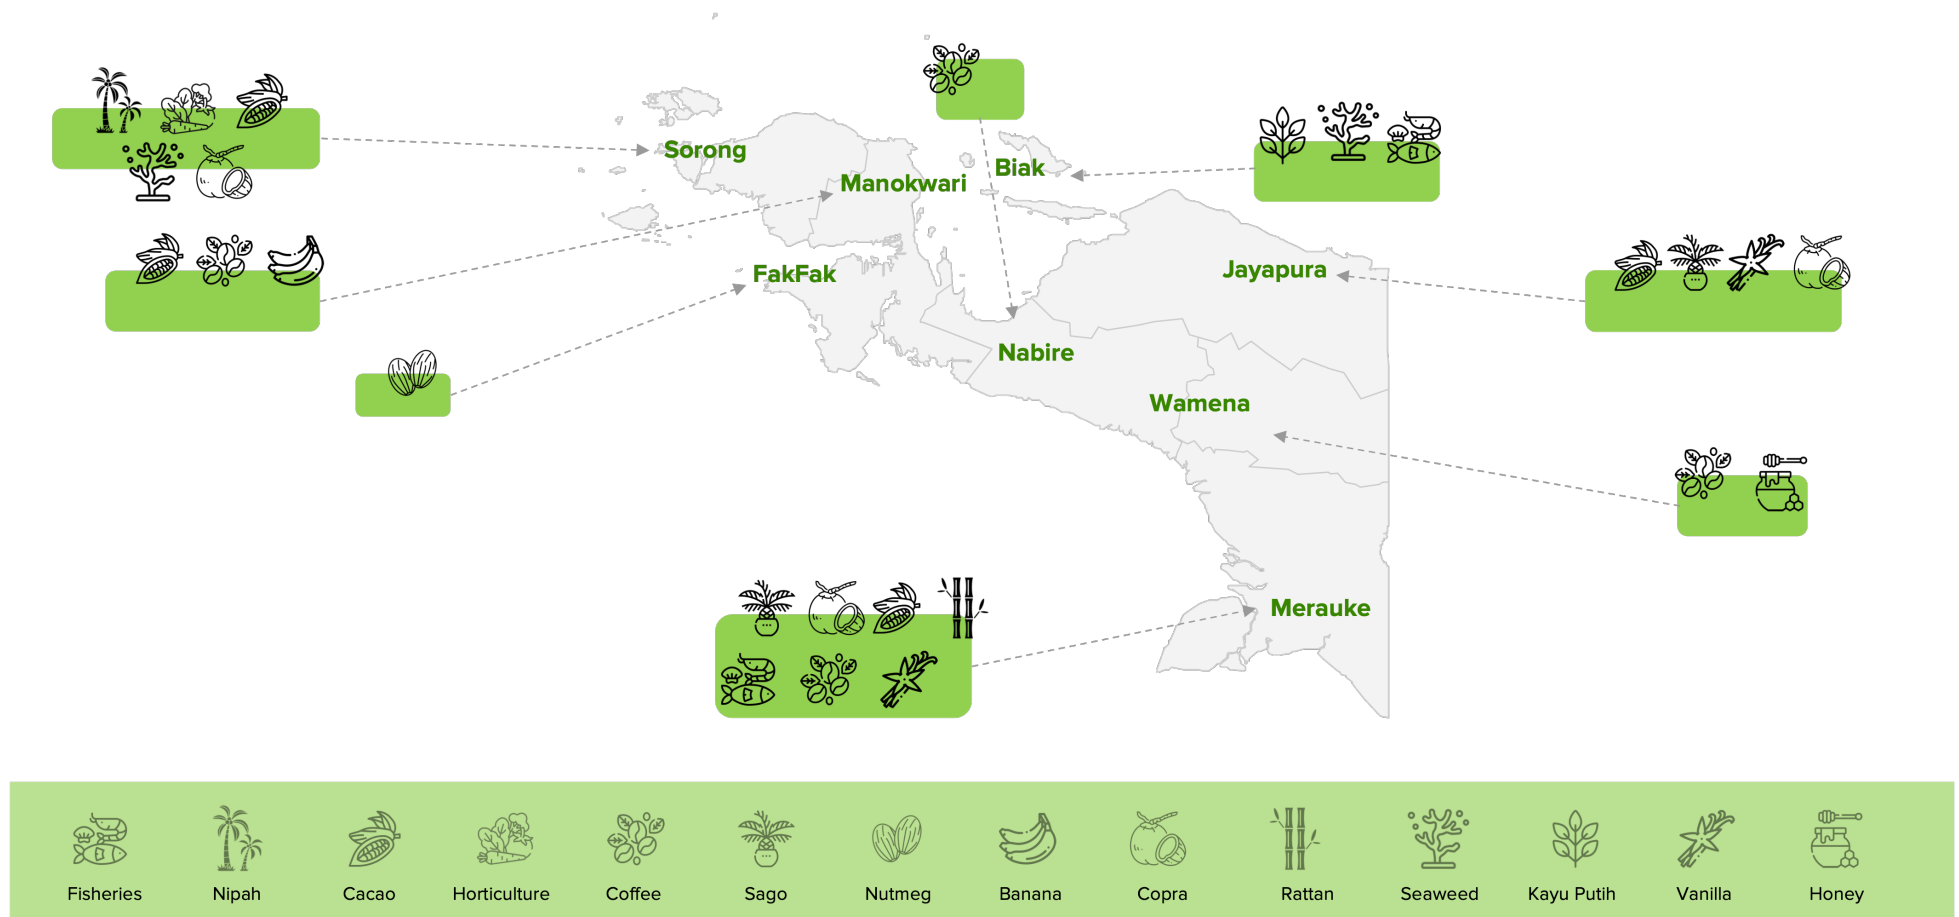 Sorong
Biak
Manokwari
FakFak
Jayapura
Nabire
Wamena
Merauke
Fisheries
Nipah
Cacao
Horticulture
Coffee
Sago
Nutmeg
Banana
Copra
Rattan
Seaweed
Kayu Putih
Vanilla
Honey